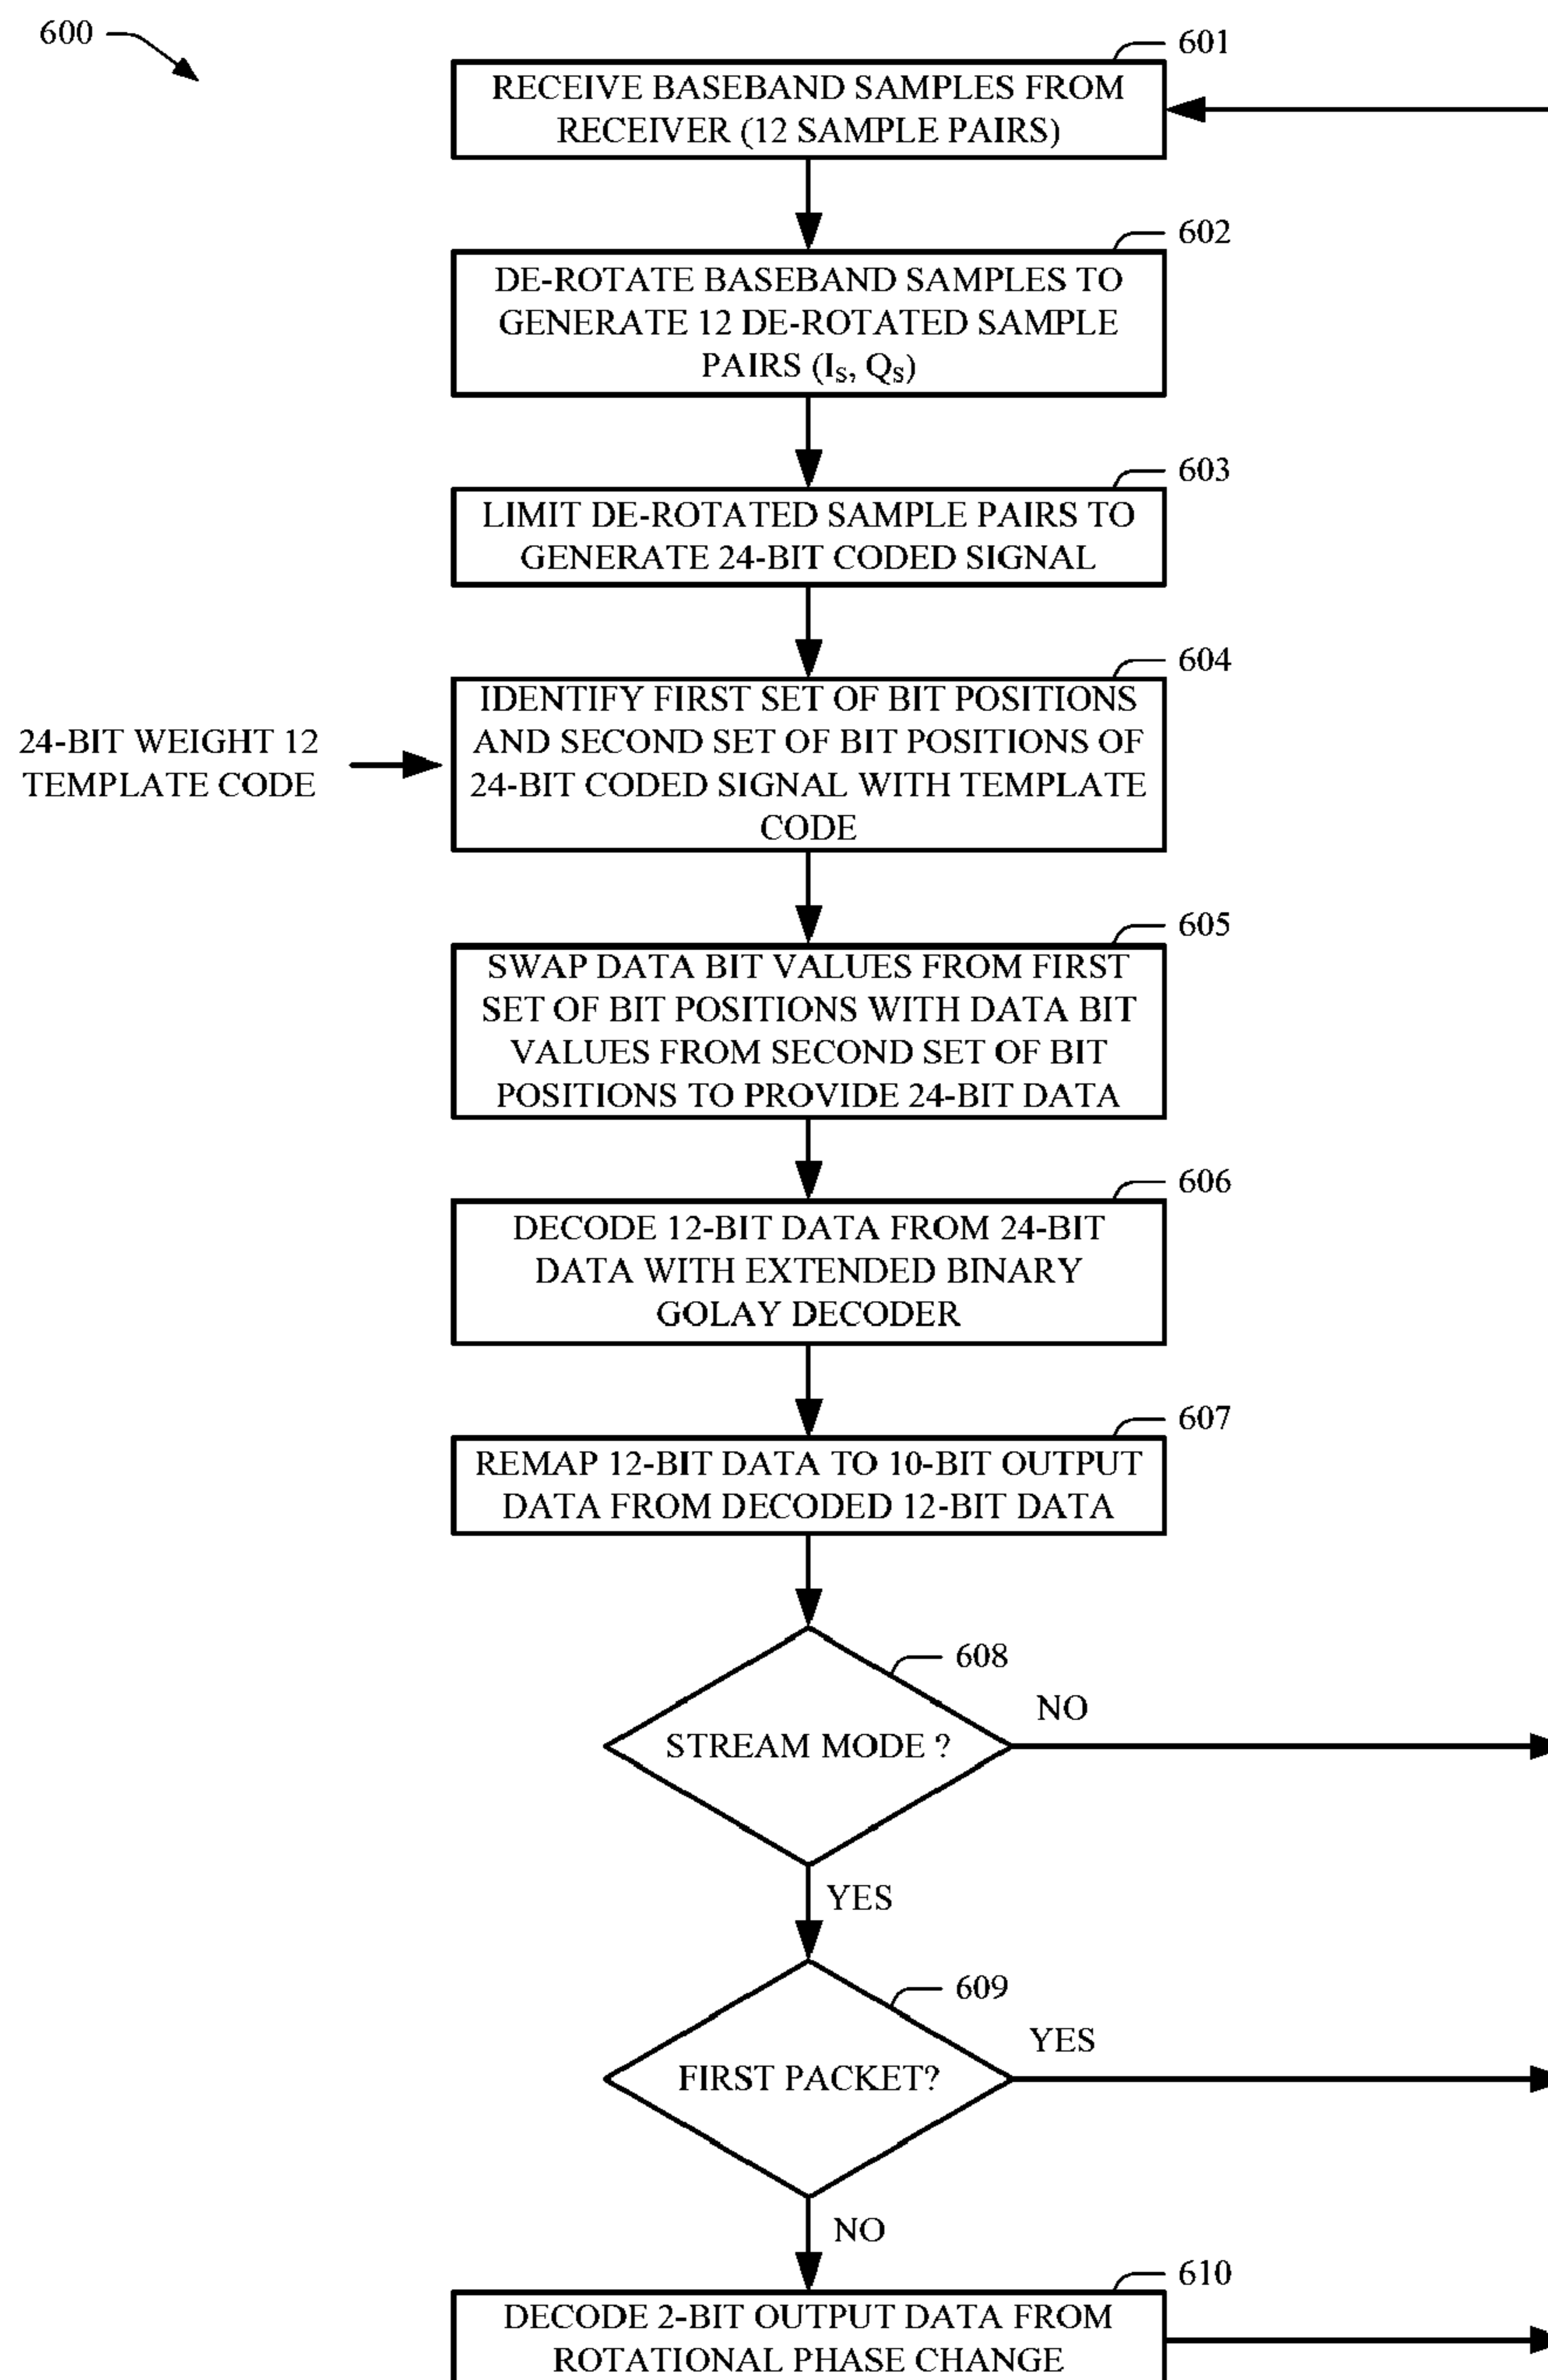 600
601
RECEIVE BASEBAND SAMPLES FROM
RECEIVER (12 SAMPLE PAIRS)
602
DE-ROTATE BASEBAND SAMPLES TO
GENERATE 12 DE-ROTATED SAMPLE
PAIRS (IS, QS)
603
LIMIT DE-ROTATED SAMPLE PAIRS TO
GENERATE 24-BIT CODED SIGNAL
604
24-BIT WEIGHT 12
TEMPLATE CODE
IDENTIFY FIRST SET OF BIT POSITIONS
AND SECOND SET OF BIT POSITIONS OF
24-BIT CODED SIGNAL WITH TEMPLATE
CODE
605
SWAP DATA BIT VALUES FROM FIRST
SET OF BIT POSITIONS WITH DATA BIT
VALUES FROM SECOND SET OF BIT
POSITIONS TO PROVIDE 24-BIT DATA
606
DECODE 12-BIT DATA FROM 24-BIT
DATA WITH EXTENDED BINARY
GOLAY DECODER
607
REMAP 12-BIT DATA TO 10-BIT OUTPUT
DATA FROM DECODED 12-BIT DATA
608
STREAM MODE ?
NO
YES
609
FIRST PACKET?
YES
NO
610
DECODE 2-BIT OUTPUT DATA FROM
ROTATIONAL PHASE CHANGE